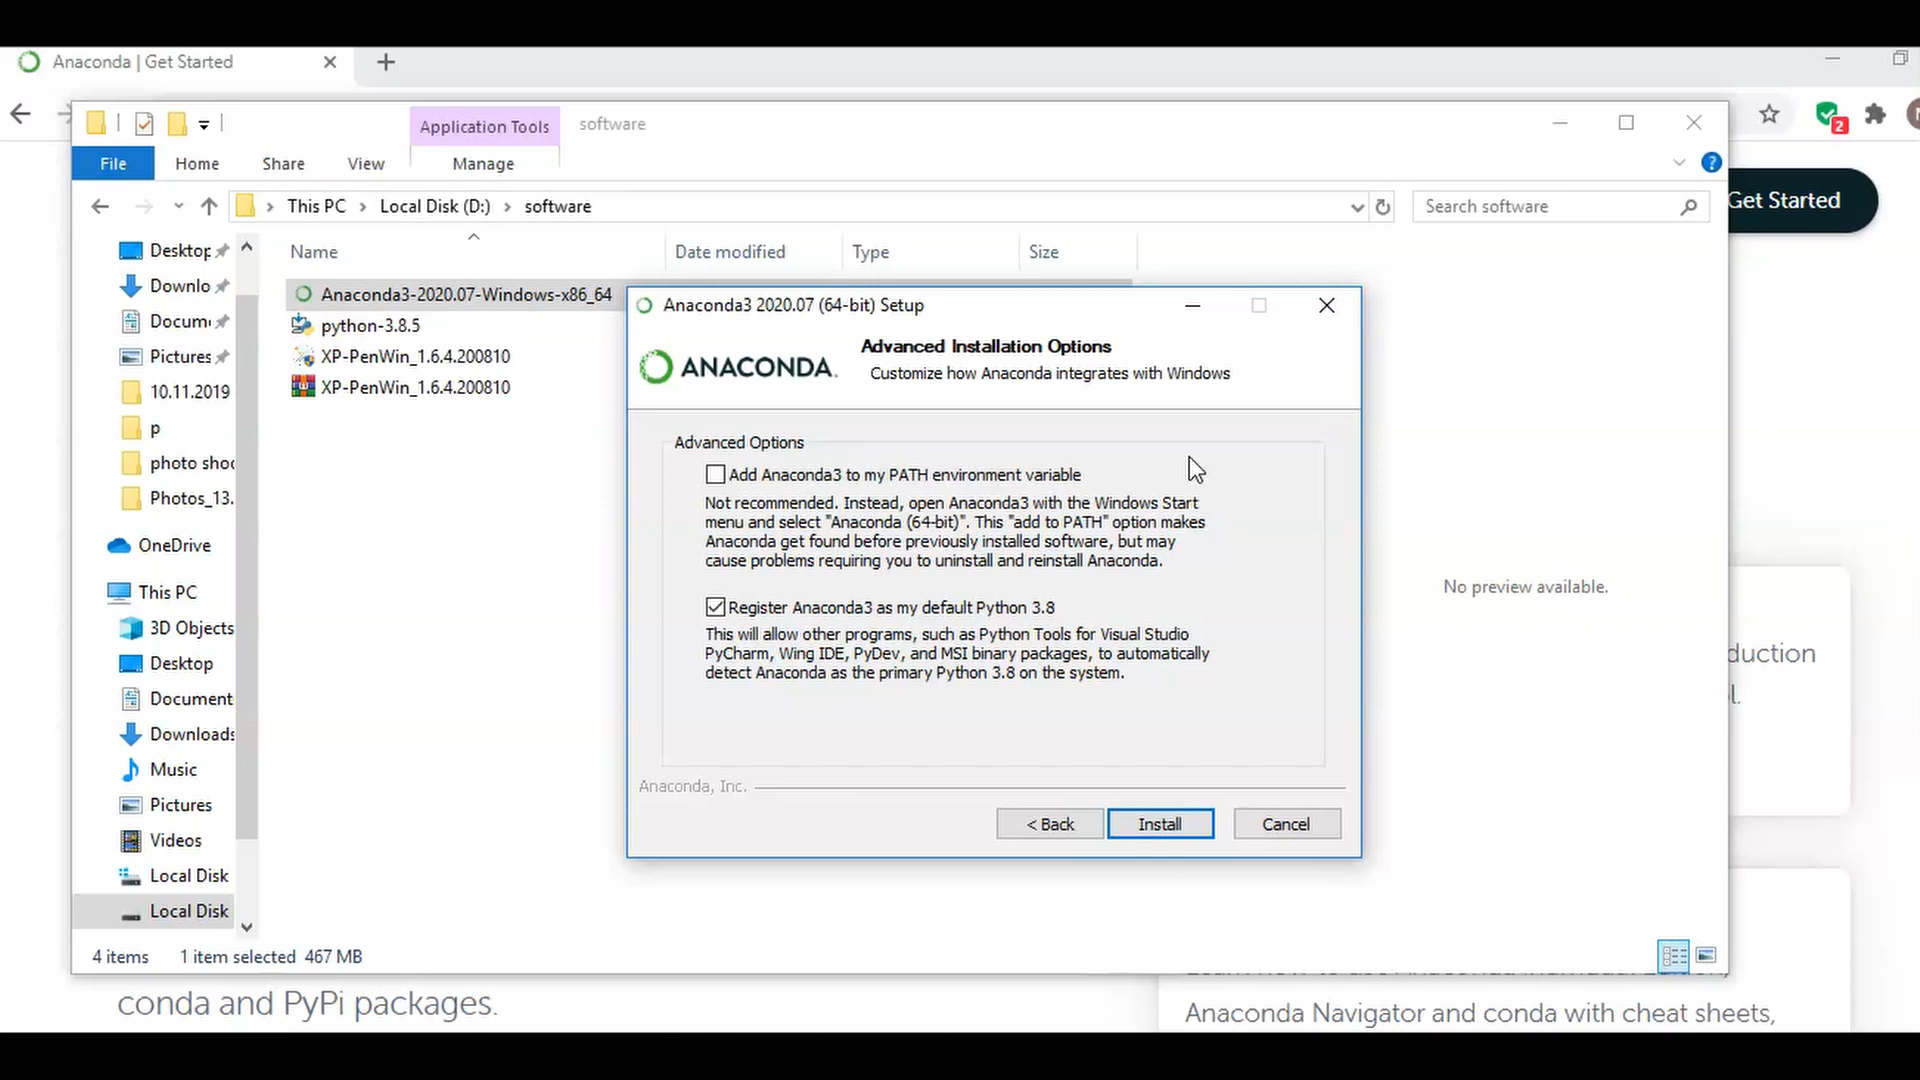 Anaconda | Get Started
Application Tools
software
2
File
Home
Share
View
Manage
?
Get Started
This PC
Local Disk (D:)
software
Search software
Name
Date modified
Type
Size
Desktop
Downlo
Docum
Pictures
10.11.2019
p
photo shoo
Photos_13.
OneDrive
This PC
3D Objects
Desktop
Document
Downloads
Music
Pictures
Videos
Local Disk
Local Disk
Anaconda3-2020.07-Windows-x86_64
python-3.8.5
XP-PenWin_1.6.4.200810
XP-PenWin_1.6.4.200810
Anaconda3 2020.07 (64-bit) Setup
ANACONDA.
Advanced Installation Options
Customize how Anaconda integrates with Windows
Advanced Options
Add Anaconda3 to my PATH environment variable
Not recommended. Instead, open Anaconda3 with the Windows Start
menu and select "Anaconda (64-bit)". This "add to PATH" option makes
Anaconda get found before previously installed software, but may
cause problems requiring you to uninstall and reinstall Anaconda.
Register Anaconda3 as my default Python 3.8
This will allow other programs, such as Python Tools for Visual Studio
PyCharm, Wing IDE, PyDev, and MSI binary packages, to automatically
detect Anaconda as the primary Python 3.8 on the system.
Anaconda, Inc.
< Back
Install
Cancel
No preview available.
duction
l.
4 items
1 item selected 467 MB
conda and PyPi packages.
Anaconda Navigator and conda with cheat sheets,